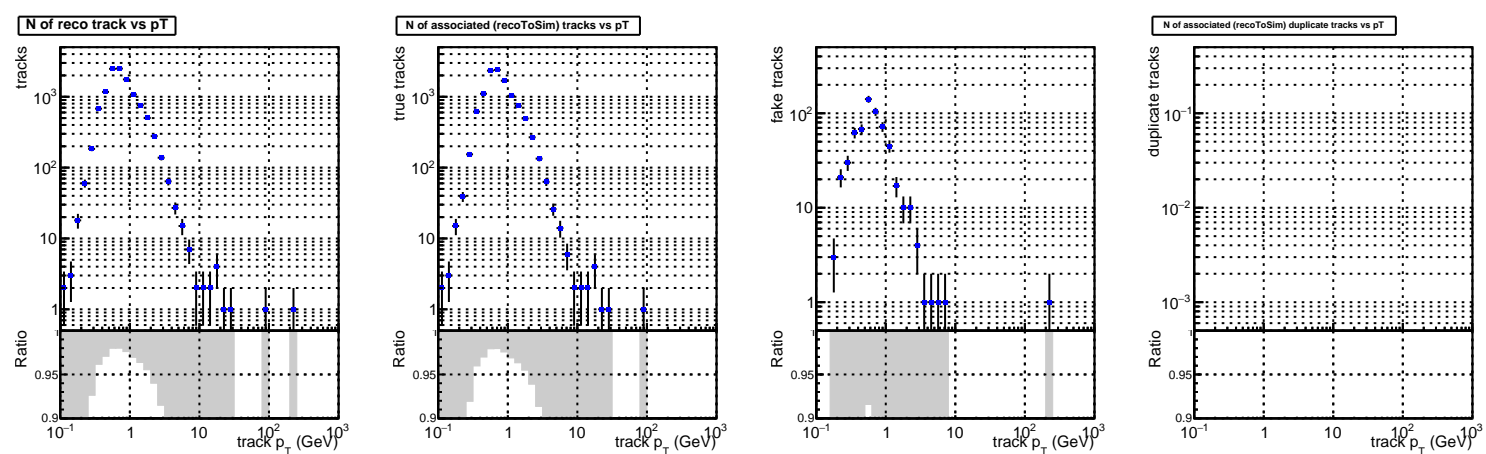 N of reco track vs pT
tracks
10³
10²
10
1
Ratio
1
0.95
0.9
10⁻¹ 1 10 10² 10³
track p_T (GeV)
N of associated (recoToSim) tracks vs pT
true tracks
10³
10²
10
1
Ratio
1
0.95
0.9
10⁻¹ 1 10 10² 10³
track p_T (GeV)
fake tracks
10²
10
1
Ratio
1
0.95
0.9
10⁻¹ 1 10 10² 10³
track p_T (GeV)
N of associated (recoToSim) duplicate tracks vs pT
duplicate tracks
10⁻¹
10⁻²
10⁻³
Ratio
1
0.95
0.9
10⁻¹ 1 10 10² 10³
track p_T (GeV)